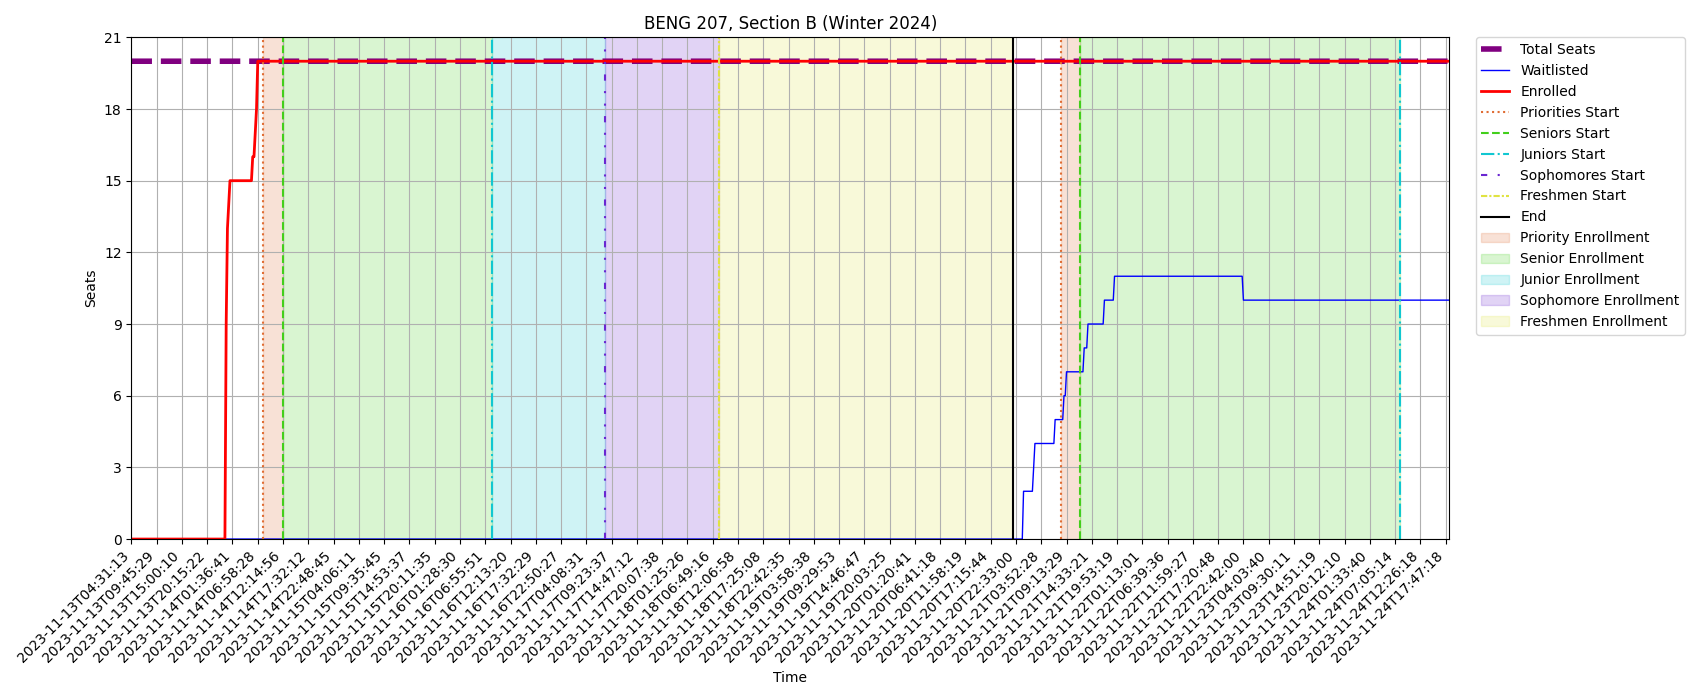 BENG 207, Section B (Winter 2024)
21
18
15
12
9
6
3
0
Seats
2023-11-13T04:31:13
2023-11-13T09:45:29
2023-11-13T15:00:10
2023-11-13T20:15:22
2023-11-14T01:36:41
2023-11-14T06:58:28
2023-11-14T12:14:56
2023-11-14T17:32:12
2023-11-14T22:48:45
2023-11-15T04:06:11
2023-11-15T09:35:45
2023-11-15T14:53:37
2023-11-15T20:11:35
2023-11-16T01:28:30
2023-11-16T06:55:51
2023-11-16T12:13:20
2023-11-16T17:32:29
2023-11-16T22:50:27
2023-11-17T04:08:31
2023-11-17T09:23:37
2023-11-17T14:47:12
2023-11-17T20:07:38
2023-11-18T01:25:26
2023-11-18T06:49:16
2023-11-18T12:06:58
2023-11-18T17:25:08
2023-11-18T22:42:35
2023-11-19T03:58:38
2023-11-19T09:29:53
2023-11-19T14:46:47
2023-11-19T20:03:25
2023-11-20T01:20:41
2023-11-20T06:41:18
2023-11-20T11:58:19
2023-11-20T17:15:44
2023-11-20T22:33:00
2023-11-21T03:52:28
2023-11-21T09:13:29
2023-11-21T14:33:21
2023-11-21T19:53:19
2023-11-22T01:13:01
2023-11-22T06:39:36
2023-11-22T11:59:27
2023-11-22T17:20:48
2023-11-22T22:42:00
2023-11-23T04:03:40
2023-11-23T09:30:11
2023-11-23T14:51:19
2023-11-23T20:12:10
2023-11-24T01:33:40
2023-11-24T07:05:14
2023-11-24T12:26:18
2023-11-24T17:47:18
Time
Total Seats
Waitlisted
Enrolled
Priorities Start
Seniors Start
Juniors Start
Sophomores Start
Freshmen Start
End
Priority Enrollment
Senior Enrollment
Junior Enrollment
Sophomore Enrollment
Freshmen Enrollment